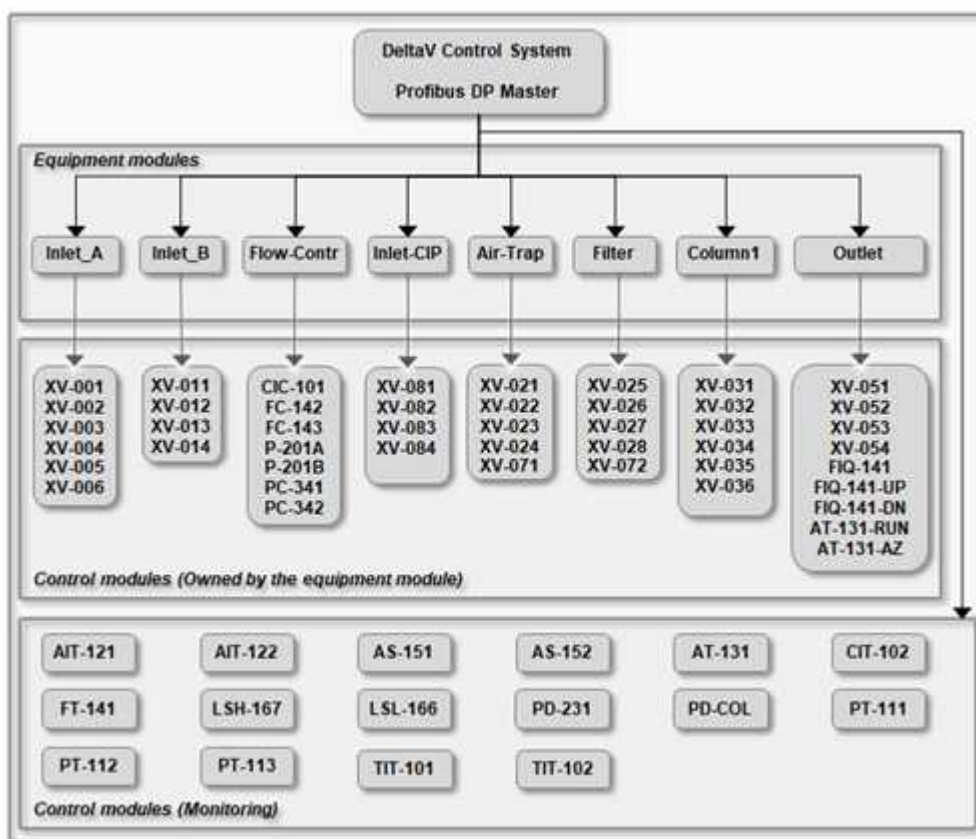 DeltaV Control System
Profibus DP Master
Equipment modules
Inlet_A
Inlet_B
Flow-Contr
Inlet-CIP
Air-Trap
Filter
Column1
Outlet
XV-001
XV-002
XV-003
XV-004
XV-005
XV-006
XV-011
XV-012
XV-013
XV-014
CIC-101
FC-142
FC-143
P-201A
P-201B
PC-341
PC-342
XV-081
XV-082
XV-083
XV-084
XV-021
XV-022
XV-023
XV-024
XV-071
XV-025
XV-026
XV-027
XV-028
XV-072
XV-031
XV-032
XV-033
XV-034
XV-035
XV-036
XV-051
XV-052
XV-053
XV-054
FIQ-141
FIQ-141-UP
FIQ-141-DN
AT-131-RUN
AT-131-AZ
Control modules (Owned by the equipment module)
AIT-121
AIT-122
AS-151
AS-152
AT-131
CIT-102
FT-141
LSH-167
LSL-166
PD-231
PD-COL
PT-111
PT-112
PT-113
TIT-101
TIT-102
Control modules (Monitoring)